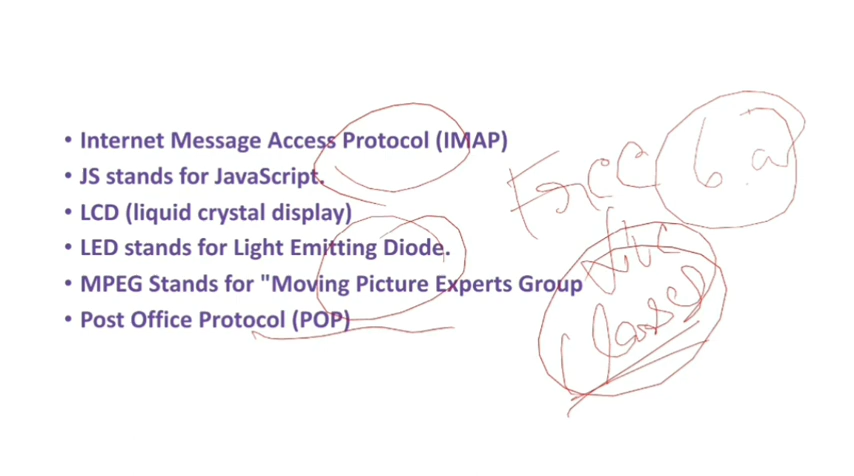 • Internet Message Access Protocol (IMAP)
• JS stands for JavaScript.
• LCD (liquid crystal display)
• LED stands for Light Emitting Diode.
• MPEG Stands for "Moving Picture Experts Group
• Post Office Protocol (POP)
Free